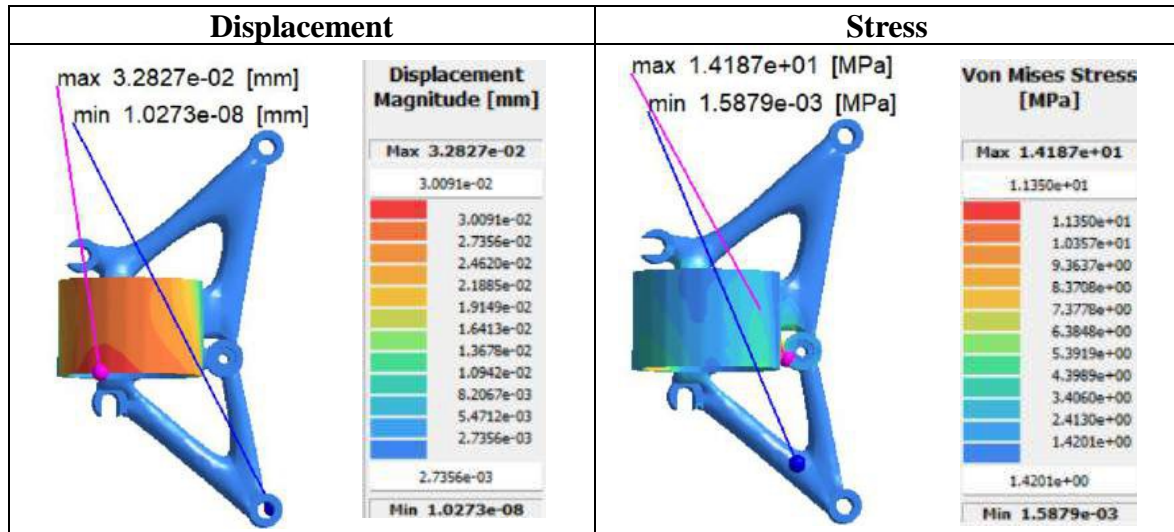 Displacement
Stress
max 3.2827e-02 [mm]
min 1.0273e-08 [mm]
Displacement
Magnitude [mm]
Max 3.2827e-02
3.0091e-02
3.0091e-02
2.7356e-02
2.4620e-02
2.1885e-02
1.9149e-02
1.6413e-02
1.3678e-02
1.0942e-02
8.2067e-03
5.4712e-03
2.7356e-03
2.7356e-03
Min 1.0273e-08
max 1.4187e+01 [MPa]
min 1.5879e-03 [MPa]
Von Mises Stress
[MPa]
Max 1.4187e+01
1.1350e+01
1.1350e+01
1.0357e+01
9.3637e+00
8.3708e+00
7.3778e+00
6.3848e+00
5.3919e+00
4.3989e+00
3.4060e+00
2.4130e+00
1.4201e+00
1.4201e+00
Min 1.5879e-03